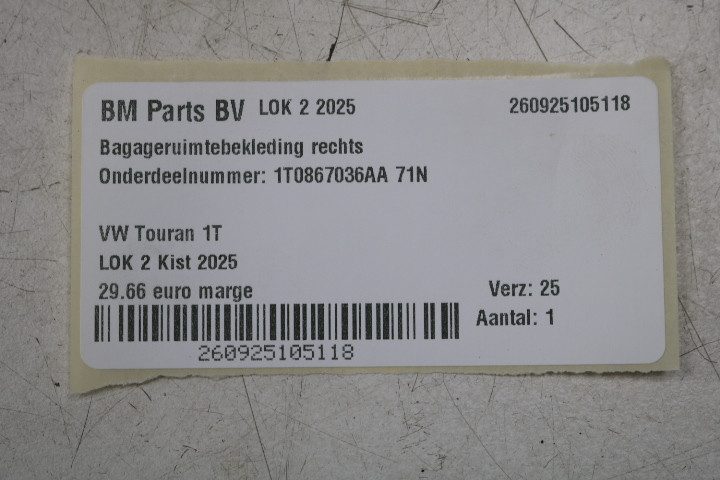 BM Parts BV LOK 2 2025 260925105118
Bagageruimtebekleding rechts
Onderdeelnummer: 1T0867036AA 71N
VW Touran 1T
LOK 2 Kist 2025
29.66 euro marge Verz: 25
Aantal: 1
260925105118